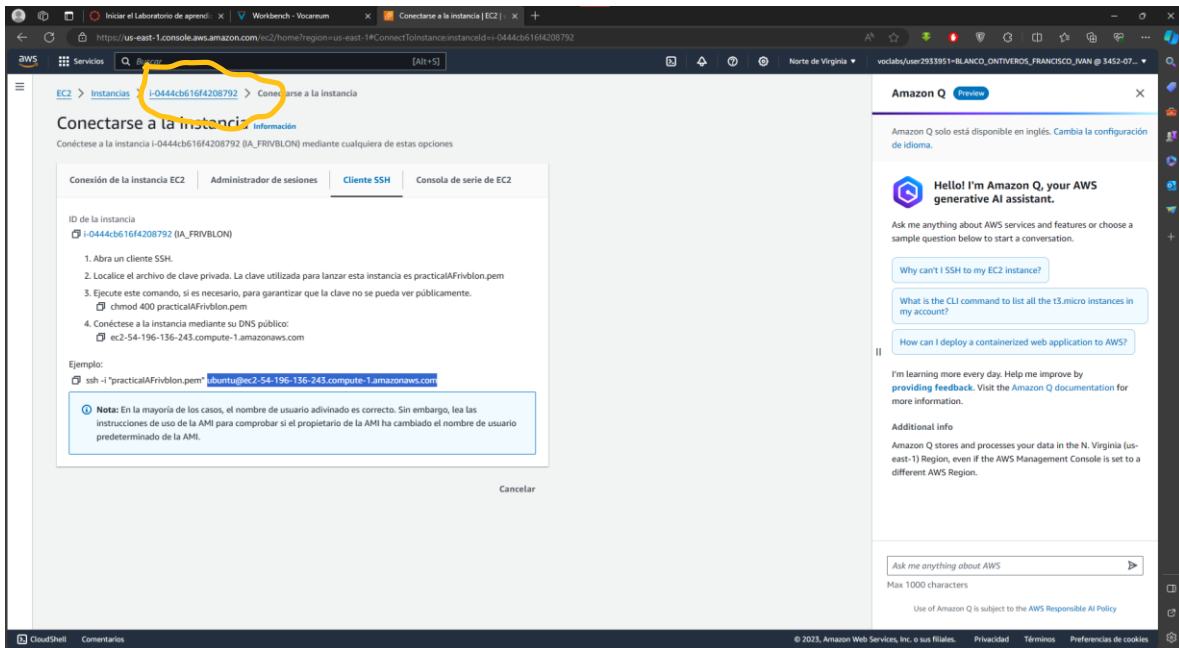 Iniciar el Laboratorio de aprendi
Workbench - Vocareum
Conectarse a la instancia | EC2 |
https://us-east-1.console.aws.amazon.com/ec2/home?region=us-east-1#ConnectToInstance:instanceId=i-0444cb616f4208792
aws
Servicios
Buscar
[Alt+S]
Norte de Virginia
voclabs/user2933951=BLANCO_ONTIVEROS_FRANCISCO_IVAN @ 3452-07...
EC2 > Instancias > i-0444cb616f4208792 > Conectarse a la instancia
Conectarse a la instancia Información
Conéctese a la instancia i-0444cb616f4208792 (IA_FRIVBLON) mediante cualquiera de estas opciones
Conexión de la instancia EC2
Administrador de sesiones
Cliente SSH
Consola de serie de EC2
ID de la instancia
i-0444cb616f4208792 (IA_FRIVBLON)
1. Abra un cliente SSH.
2. Localice el archivo de clave privada. La clave utilizada para lanzar esta instancia es practicaIAFrivblon.pem
3. Ejecute este comando, si es necesario, para garantizar que la clave no se pueda ver públicamente.
chmod 400 practicaIAFrivblon.pem
4. Conéctese a la instancia mediante su DNS público:
ec2-54-196-136-243.compute-1.amazonaws.com
Ejemplo:
ssh -i "practicaIAFrivblon.pem" ubuntu@ec2-54-196-136-243.compute-1.amazonaws.com
Nota: En la mayoría de los casos, el nombre de usuario adivinado es correcto. Sin embargo, lea las
instrucciones de uso de la AMI para comprobar si el propietario de la AMI ha cambiado el nombre de usuario
predeterminado de la AMI.
Cancelar
Amazon Q Preview
Amazon Q solo está disponible en inglés. Cambia la configuración
de idioma.
Hello! I'm Amazon Q, your AWS
generative AI assistant.
Ask me anything about AWS services and features or choose a
sample question below to start a conversation.
Why can't I SSH to my EC2 instance?
What is the CLI command to list all the t3.micro instances in
my account?
How can I deploy a containerized web application to AWS?
I'm learning more every day. Help me improve by
providing feedback. Visit the Amazon Q documentation for
more information.
Additional info
Amazon Q stores and processes your data in the N. Virginia (us-
east-1) Region, even if the AWS Management Console is set to a
different AWS Region.
Ask me anything about AWS
Max 1000 characters
Use of Amazon Q is subject to the AWS Responsible AI Policy
CloudShell
Comentarios
© 2023, Amazon Web Services, Inc. o sus filiales.
Privacidad
Términos
Preferencias de cookies